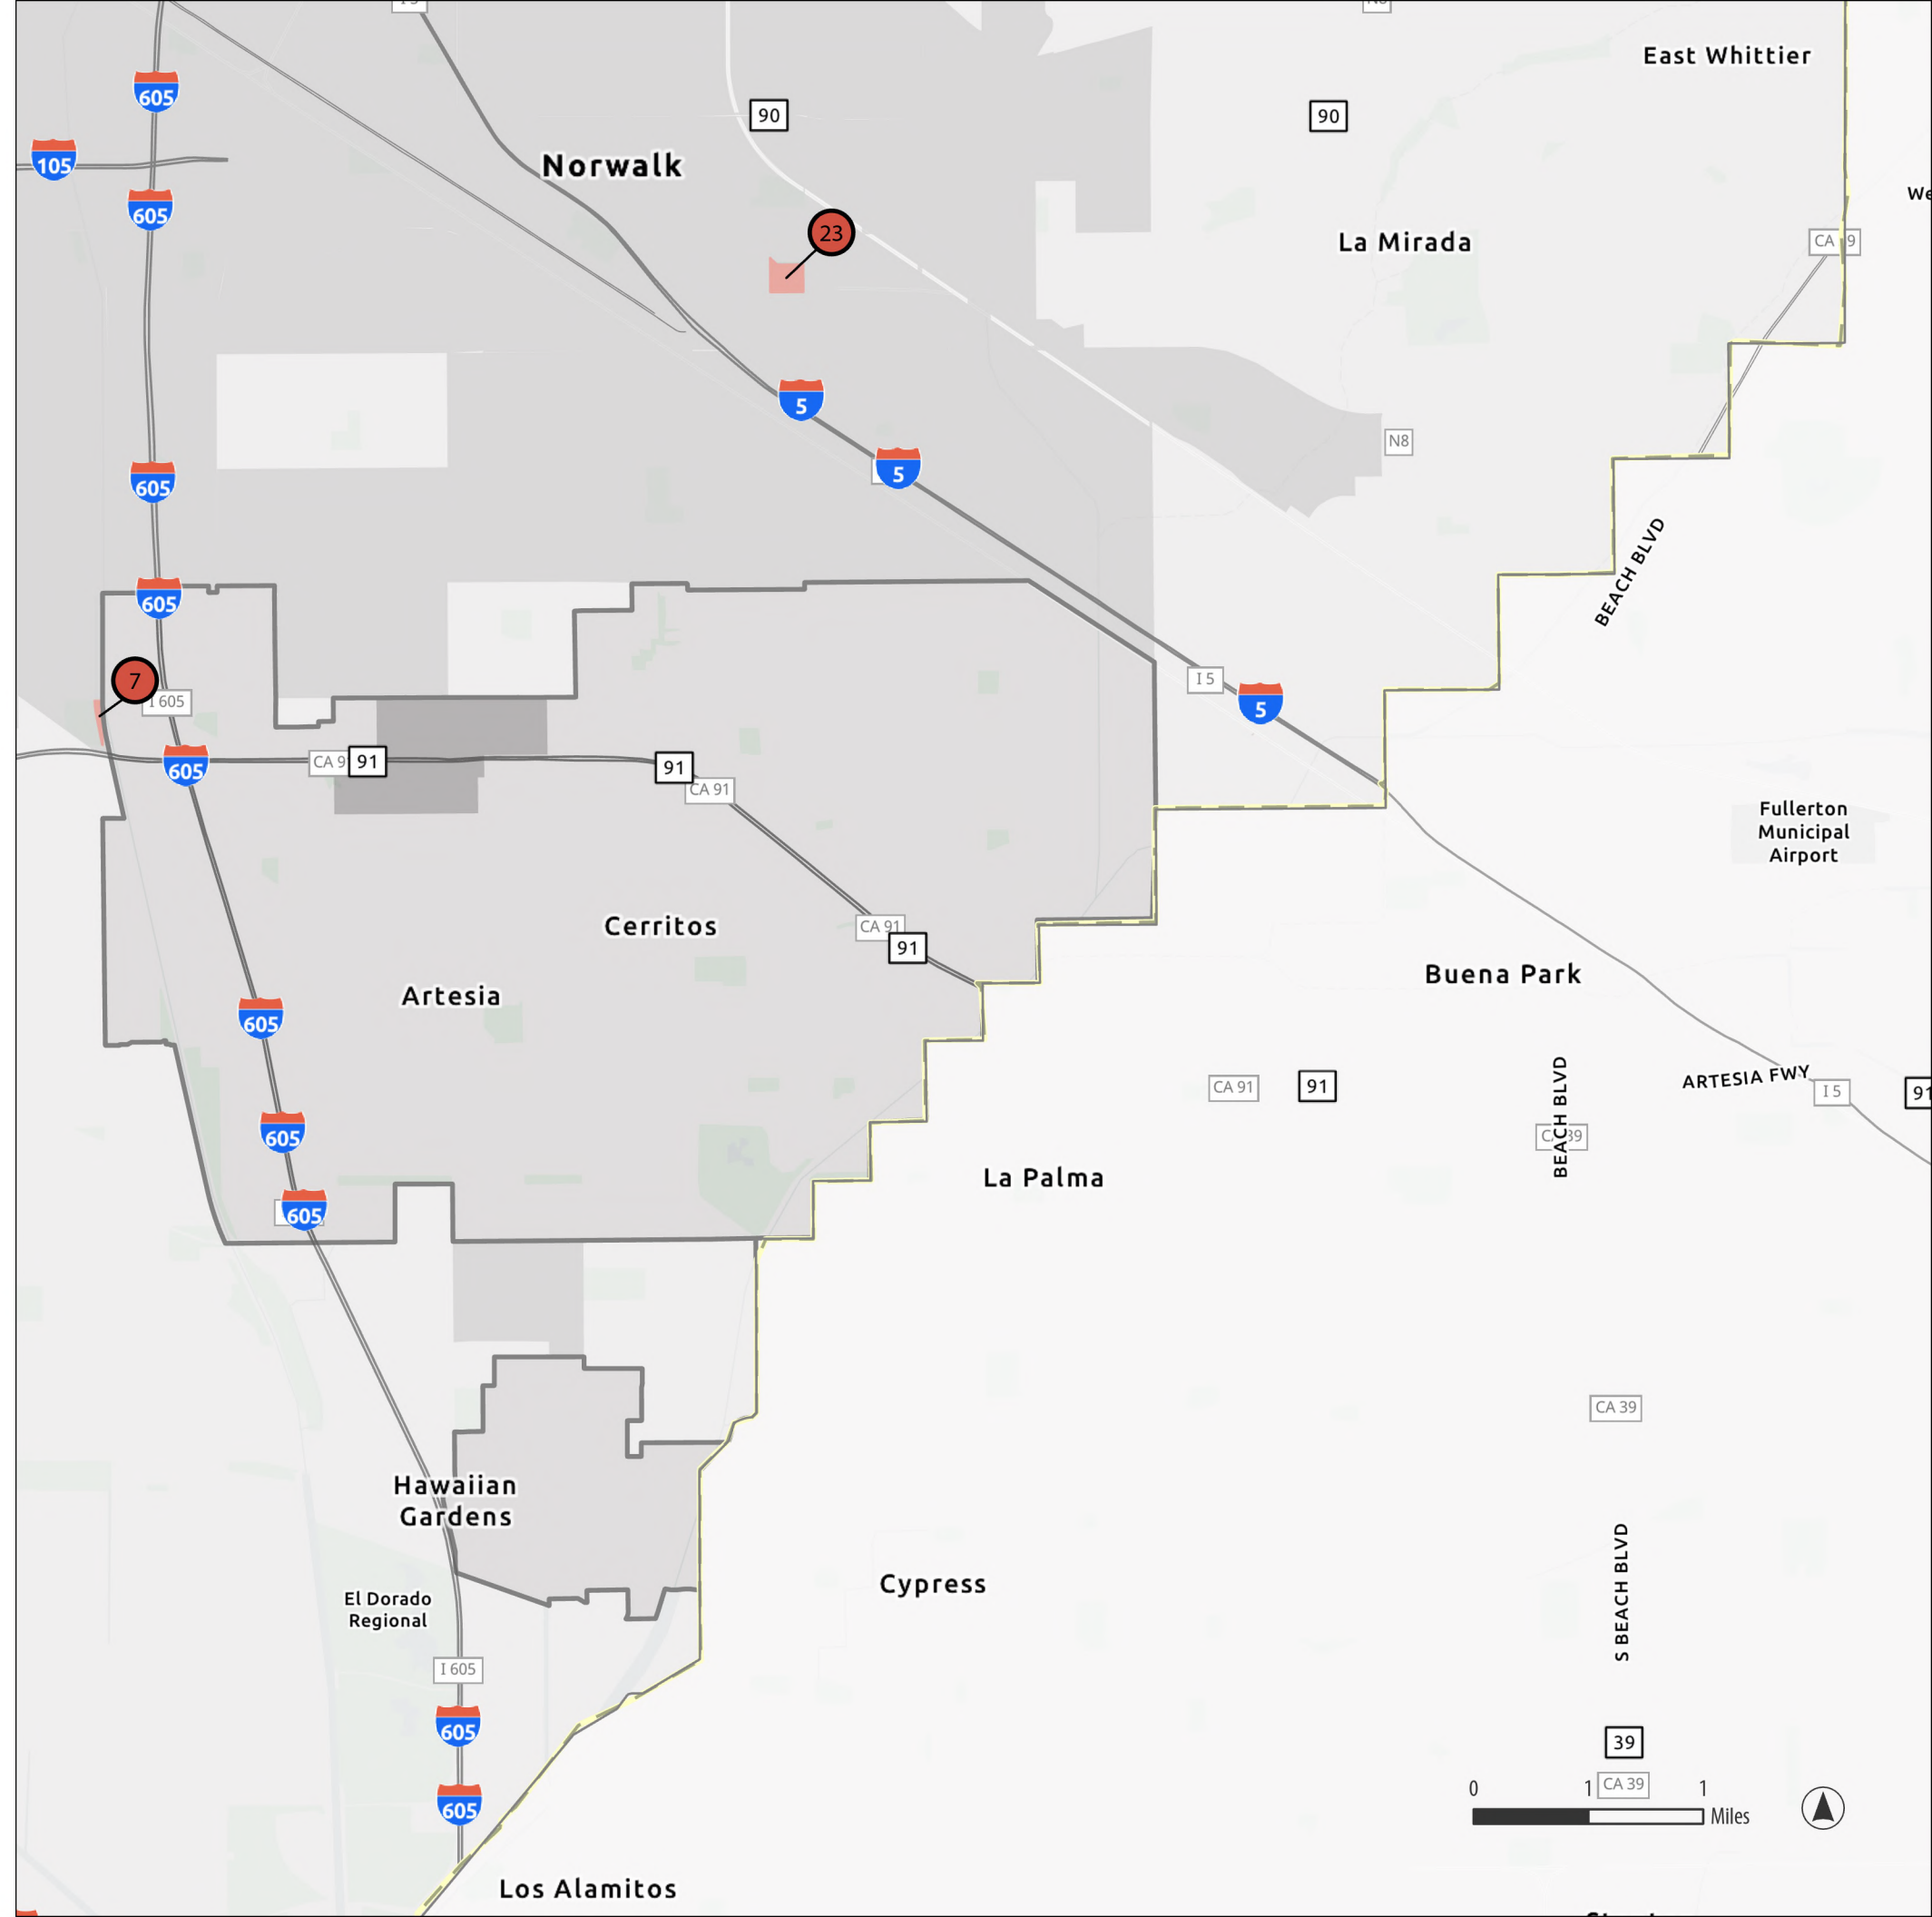 I 5
N8
East Whittier
605
90
90
105
Norwalk
605
23
La Mirada
CA 9
5
N8
5
605
605
BEACH BLVD
7
I 605
I 5
5
605
CA 9
91
91
CA 91
Fullerton
Municipal
Airport
Cerritos
CA 91
91
Artesia
Buena Park
605
CA 91
91
ARTESIA FWY
I 5
91
605
BEACH BLVD
La Palma
605
CA 39
Hawaiian
Gardens
Cypress
El Dorado
Regional
S BEACH BLVD
I 605
605
39
0 1 CA 39 1
Miles
605
Los Alamitos